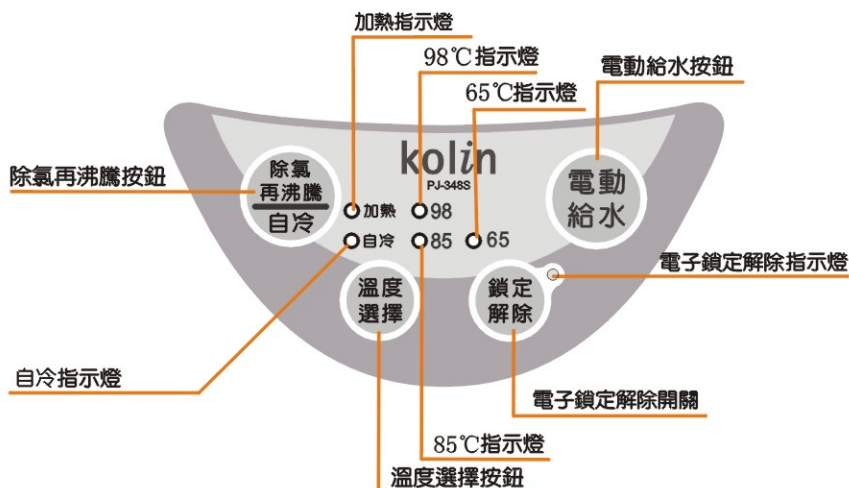 加熱指示燈
98℃指示燈
65℃指示燈
電動給水按鈕
除氯再沸騰按鈕
kolin
PJ-348S
除氯
再沸騰
自冷
加熱
98
自冷
85
65
電動
給水
溫度
選擇
鎖定
解除
電子鎖定解除指示燈
自冷指示燈
電子鎖定解除開關
85℃指示燈
溫度選擇按鈕